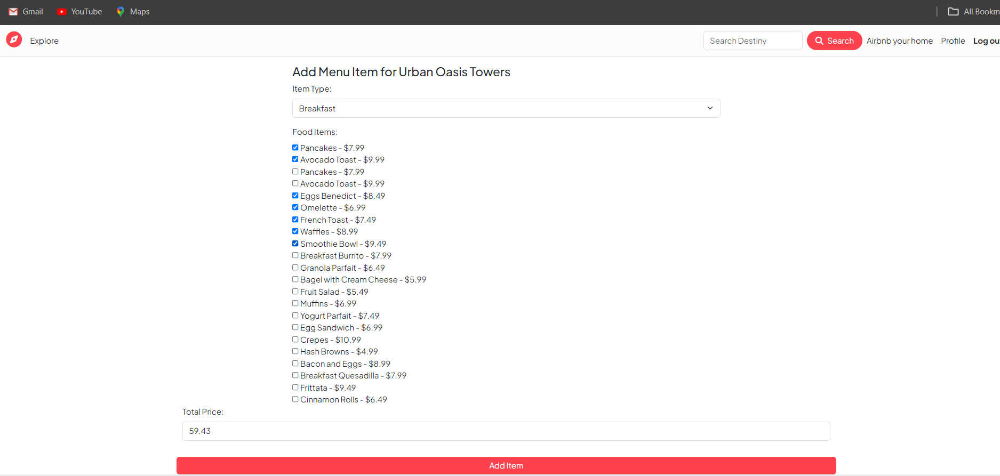 Gmail YouTube Maps All Bookm
Explore Search Destiny Search Airbnb your home Profile Log ou
Add Menu Item for Urban Oasis Towers
Item Type:
Breakfast
Food Items:
Pancakes - $7.99
Avocado Toast - $9.99
Pancakes - $7.99
Avocado Toast - $9.99
Eggs Benedict - $8.49
Omelette - $6.99
French Toast - $7.49
Waffles - $8.99
Smoothie Bowl - $9.49
Breakfast Burrito - $7.99
Granola Parfait - $6.49
Bagel with Cream Cheese - $5.99
Fruit Salad - $5.49
Muffins - $6.99
Yogurt Parfait - $7.49
Egg Sandwich - $6.99
Crepes - $10.99
Hash Browns - $4.99
Bacon and Eggs - $8.99
Breakfast Quesadilla - $7.99
Frittata - $9.49
Cinnamon Rolls - $6.49
Total Price:
59.43
Add Item